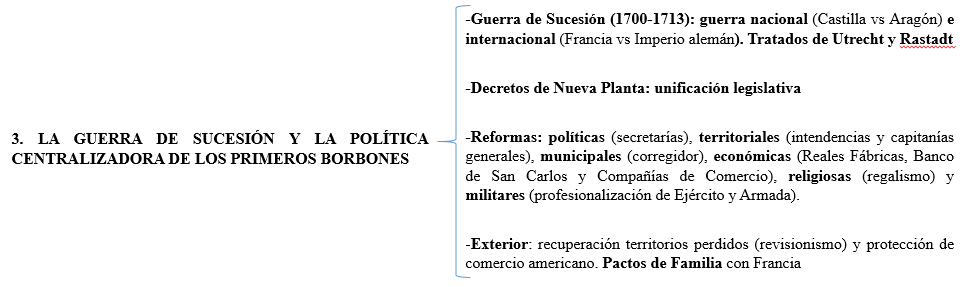 3. LA GUERRA DE SUCESIÓN Y LA POLÍTICA
CENTRALIZADORA DE LOS PRIMEROS BORBONES
-Guerra de Sucesión (1700-1713): guerra nacional (Castilla vs Aragón) e
internacional (Francia vs Imperio alemán). Tratados de Utrecht y Rastadt
-Decretos de Nueva Planta: unificación legislativa
-Reformas: políticas (secretarías), territoriales (intendencias y capitanías
generales), municipales (corregidor), económicas (Reales Fábricas, Banco
de San Carlos y Compañías de Comercio), religiosas (regalismo) y
militares (profesionalización de Ejército y Armada).
-Exterior: recuperación territorios perdidos (revisionismo) y protección de
comercio americano. Pactos de Familia con Francia